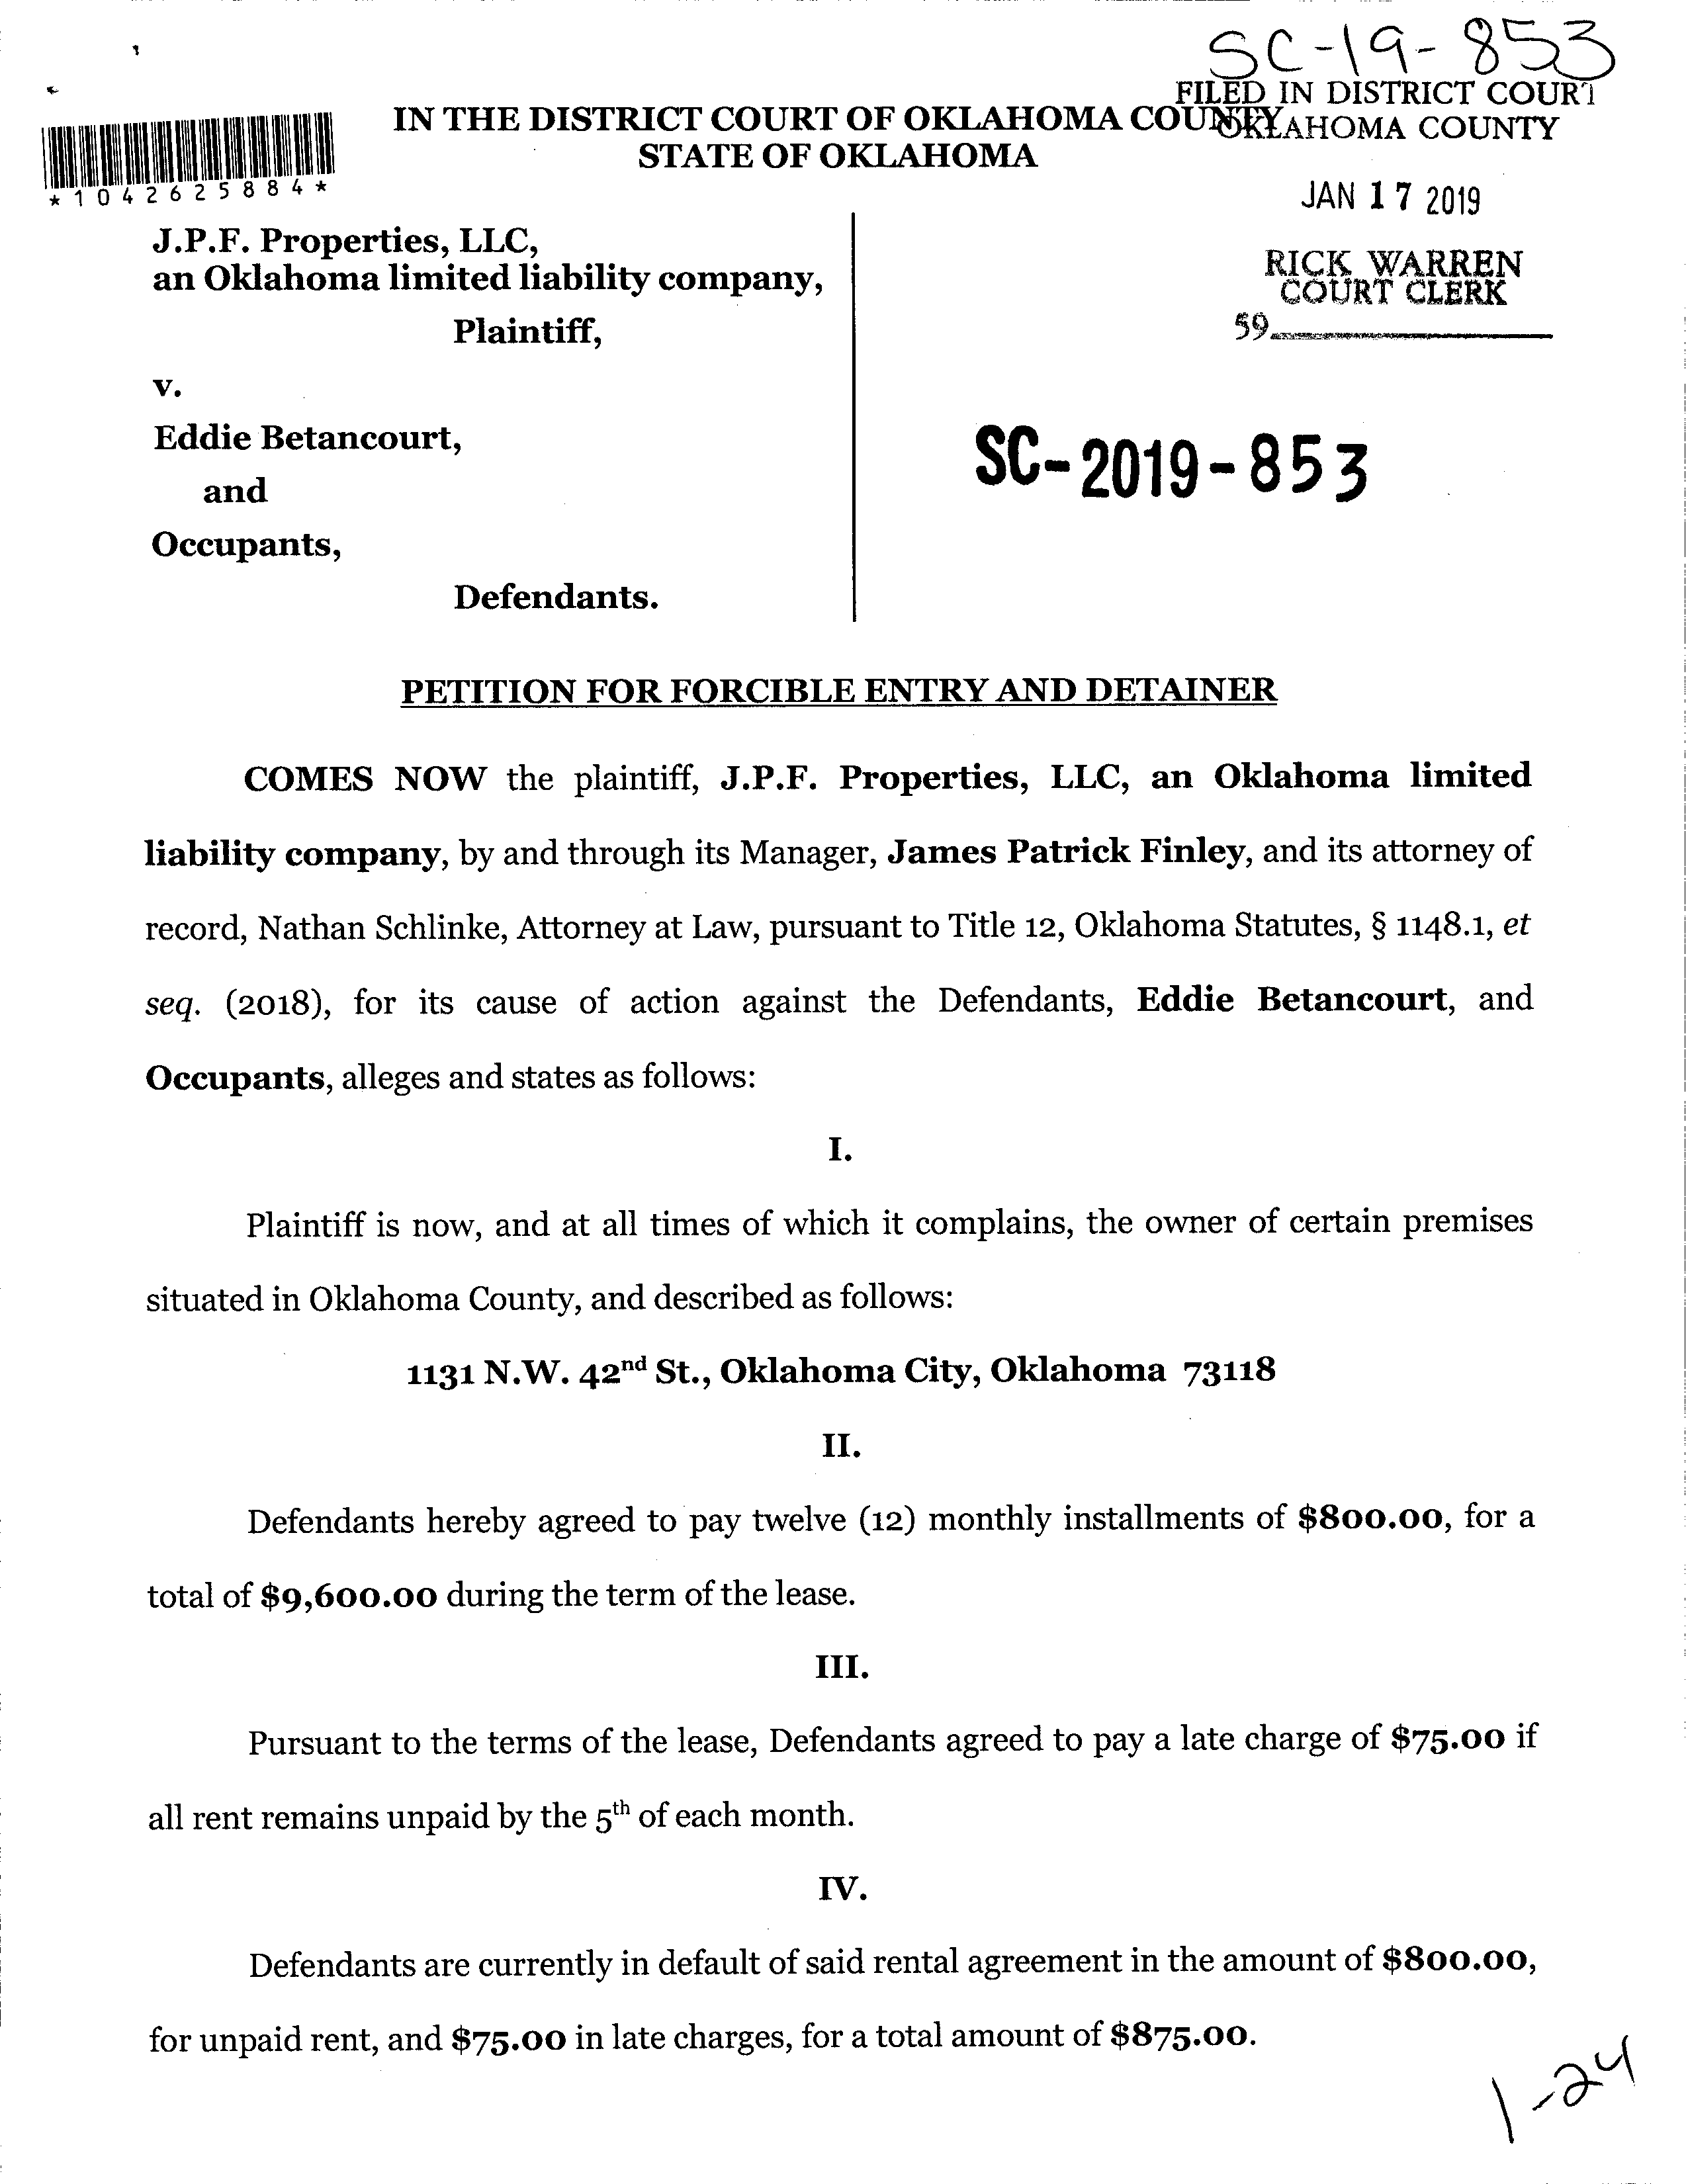 SC-19-853
FILED IN DISTRICT COURT
OKLAHOMA COUNTY
IN THE DISTRICT COURT OF OKLAHOMA COUNTY
STATE OF OKLAHOMA
*1042625884*
JAN 17 2019
RICK WARREN
COURT CLERK
59
J.P.F. Properties, LLC,
an Oklahoma limited liability company,
Plaintiff,
v.
Eddie Betancourt,
and
Occupants,
Defendants.
SC-2019-853
PETITION FOR FORCIBLE ENTRY AND DETAINER
COMES NOW the plaintiff, J.P.F. Properties, LLC, an Oklahoma limited
liability company, by and through its Manager, James Patrick Finley, and its attorney of
record, Nathan Schlinke, Attorney at Law, pursuant to Title 12, Oklahoma Statutes, § 1148.1, et
seq. (2018), for its cause of action against the Defendants, Eddie Betancourt, and
Occupants, alleges and states as follows:
I.
Plaintiff is now, and at all times of which it complains, the owner of certain premises
situated in Oklahoma County, and described as follows:
1131 N.W. 42nd St., Oklahoma City, Oklahoma 73118
II.
Defendants hereby agreed to pay twelve (12) monthly installments of $800.00, for a
total of $9,600.00 during the term of the lease.
III.
Pursuant to the terms of the lease, Defendants agreed to pay a late charge of $75.00 if
all rent remains unpaid by the 5th of each month.
IV.
Defendants are currently in default of said rental agreement in the amount of $800.00,
for unpaid rent, and $75.00 in late charges, for a total amount of $875.00.
1-24